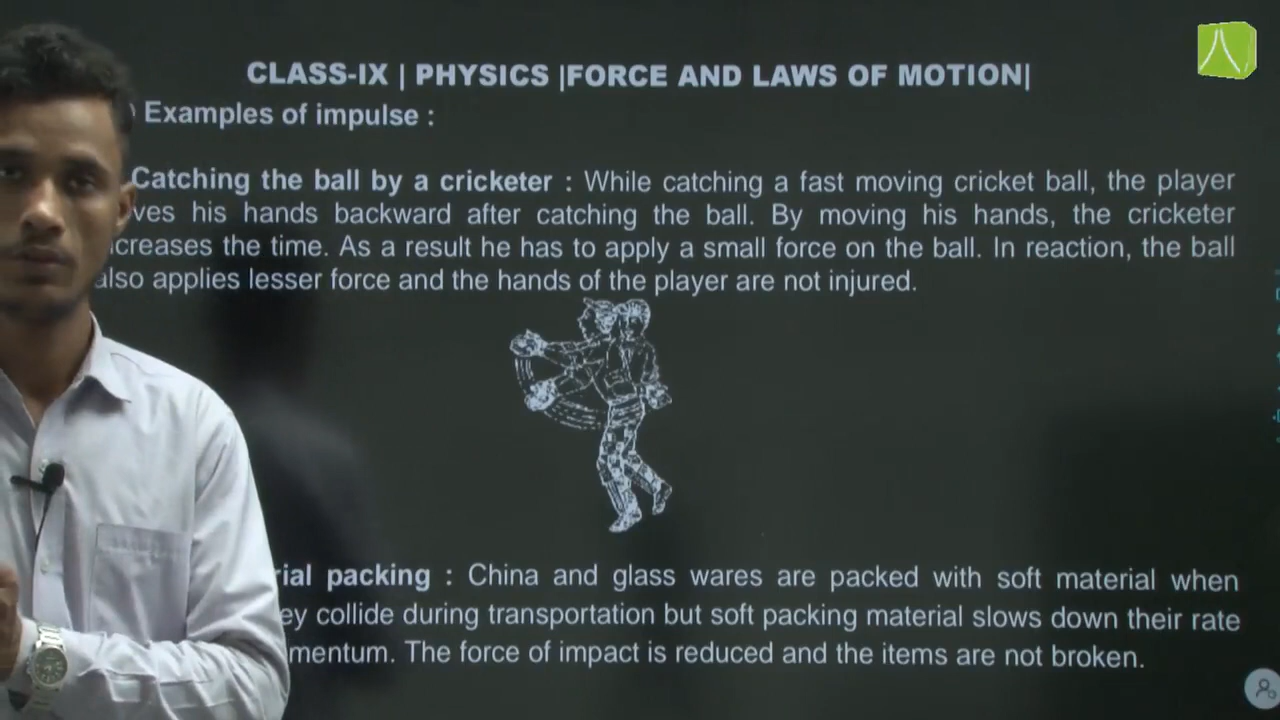 CLASS-IX | PHYSICS |FORCE AND LAWS OF MOTION|
) Examples of impulse :
Catching the ball by a cricketer : While catching a fast moving cricket ball, the player
ves his hands backward after catching the ball. By moving his hands, the cricketer
creases the time. As a result he has to apply a small force on the ball. In reaction, the ball
also applies lesser force and the hands of the player are not injured.
rial packing : China and glass wares are packed with soft material when
ey collide during transportation but soft packing material slows down their rate
mentum. The force of impact is reduced and the items are not broken.